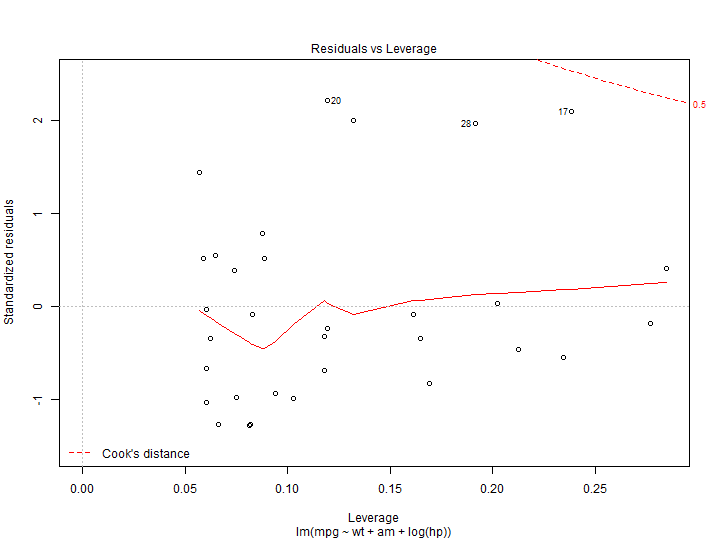 Residuals vs Leverage
Standardized residuals
2
1
0
-1
20
28
17
0.5
Cook's distance
0.00
0.05
0.10
0.15
0.20
0.25
Leverage
lm(mpg ~ wt + am + log(hp))